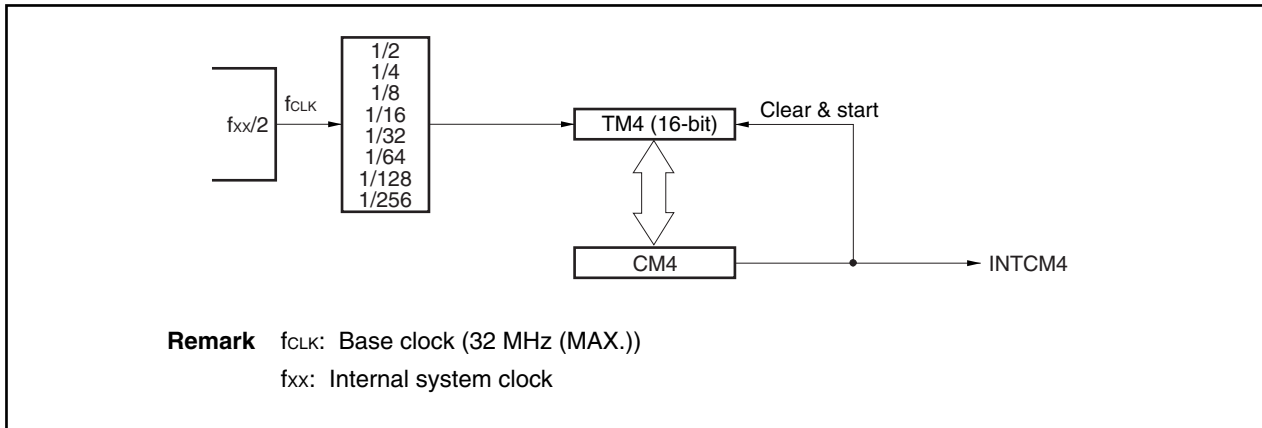 fxx/2
fCLK
1/2
1/4
1/8
1/16
1/32
1/64
1/128
1/256
TM4 (16-bit)
Clear & start
CM4
INTCM4
Remark fCLK: Base clock (32 MHz (MAX.))
fxx: Internal system clock